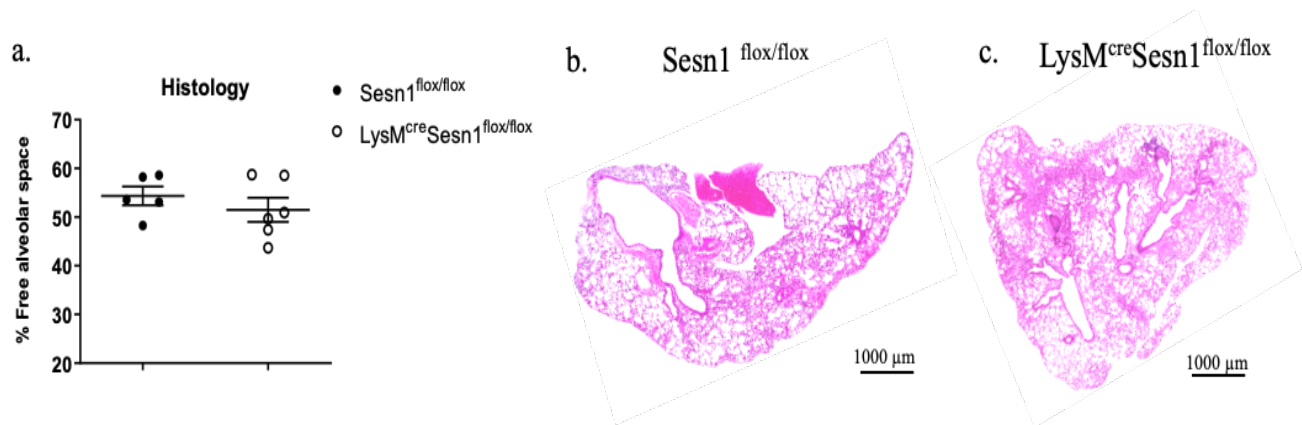 a.
Histology
% Free alveolar space
70
60
50
40
30
20
Sesn1flox/flox
LysMcreSesn1flox/flox
b.
Sesn1 flox/flox
1000 µm
c.
LysMcreSesn1flox/flox
1000 µm